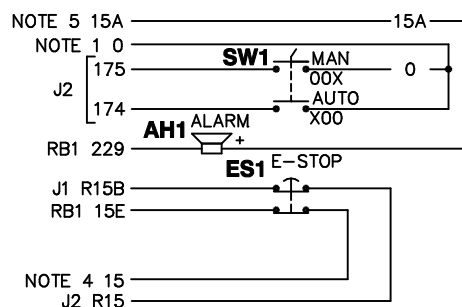 NOTE 5 15A 15A
NOTE 1 0
SW1 MAN
175 00X 0
J2
174 AUTO
X00
AH1 ALARM
+
RB1 229
ES1 E-STOP
J1 R15B
RB1 15E
NOTE 4 15
J2 R15